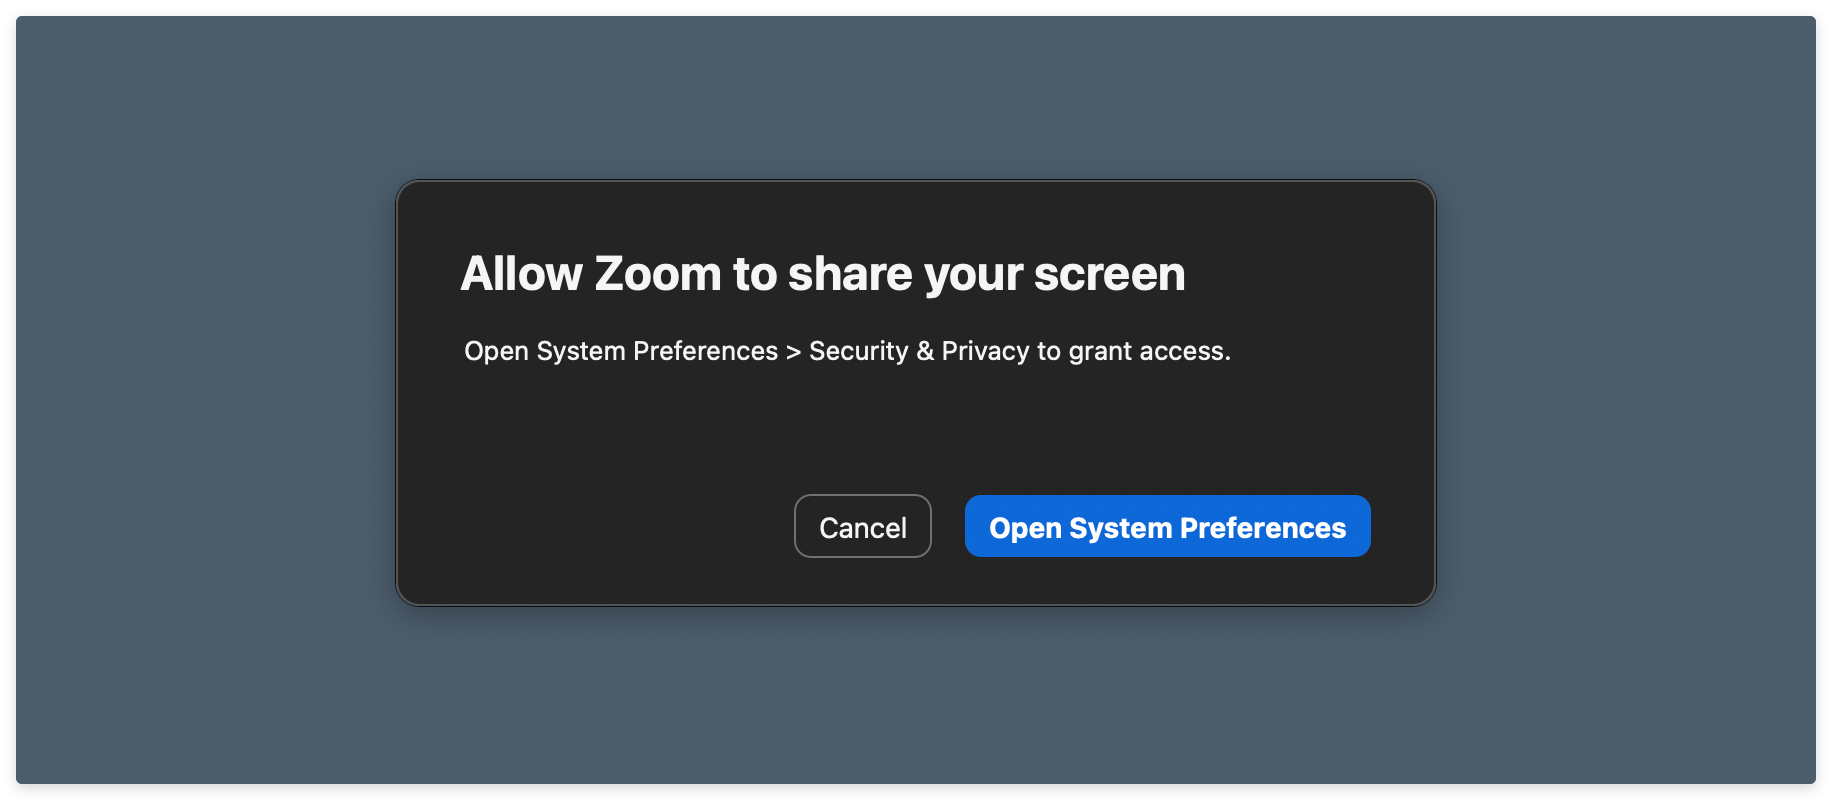 Allow Zoom to share your screen
Open System Preferences > Security & Privacy to grant access.
Cancel
Open System Preferences